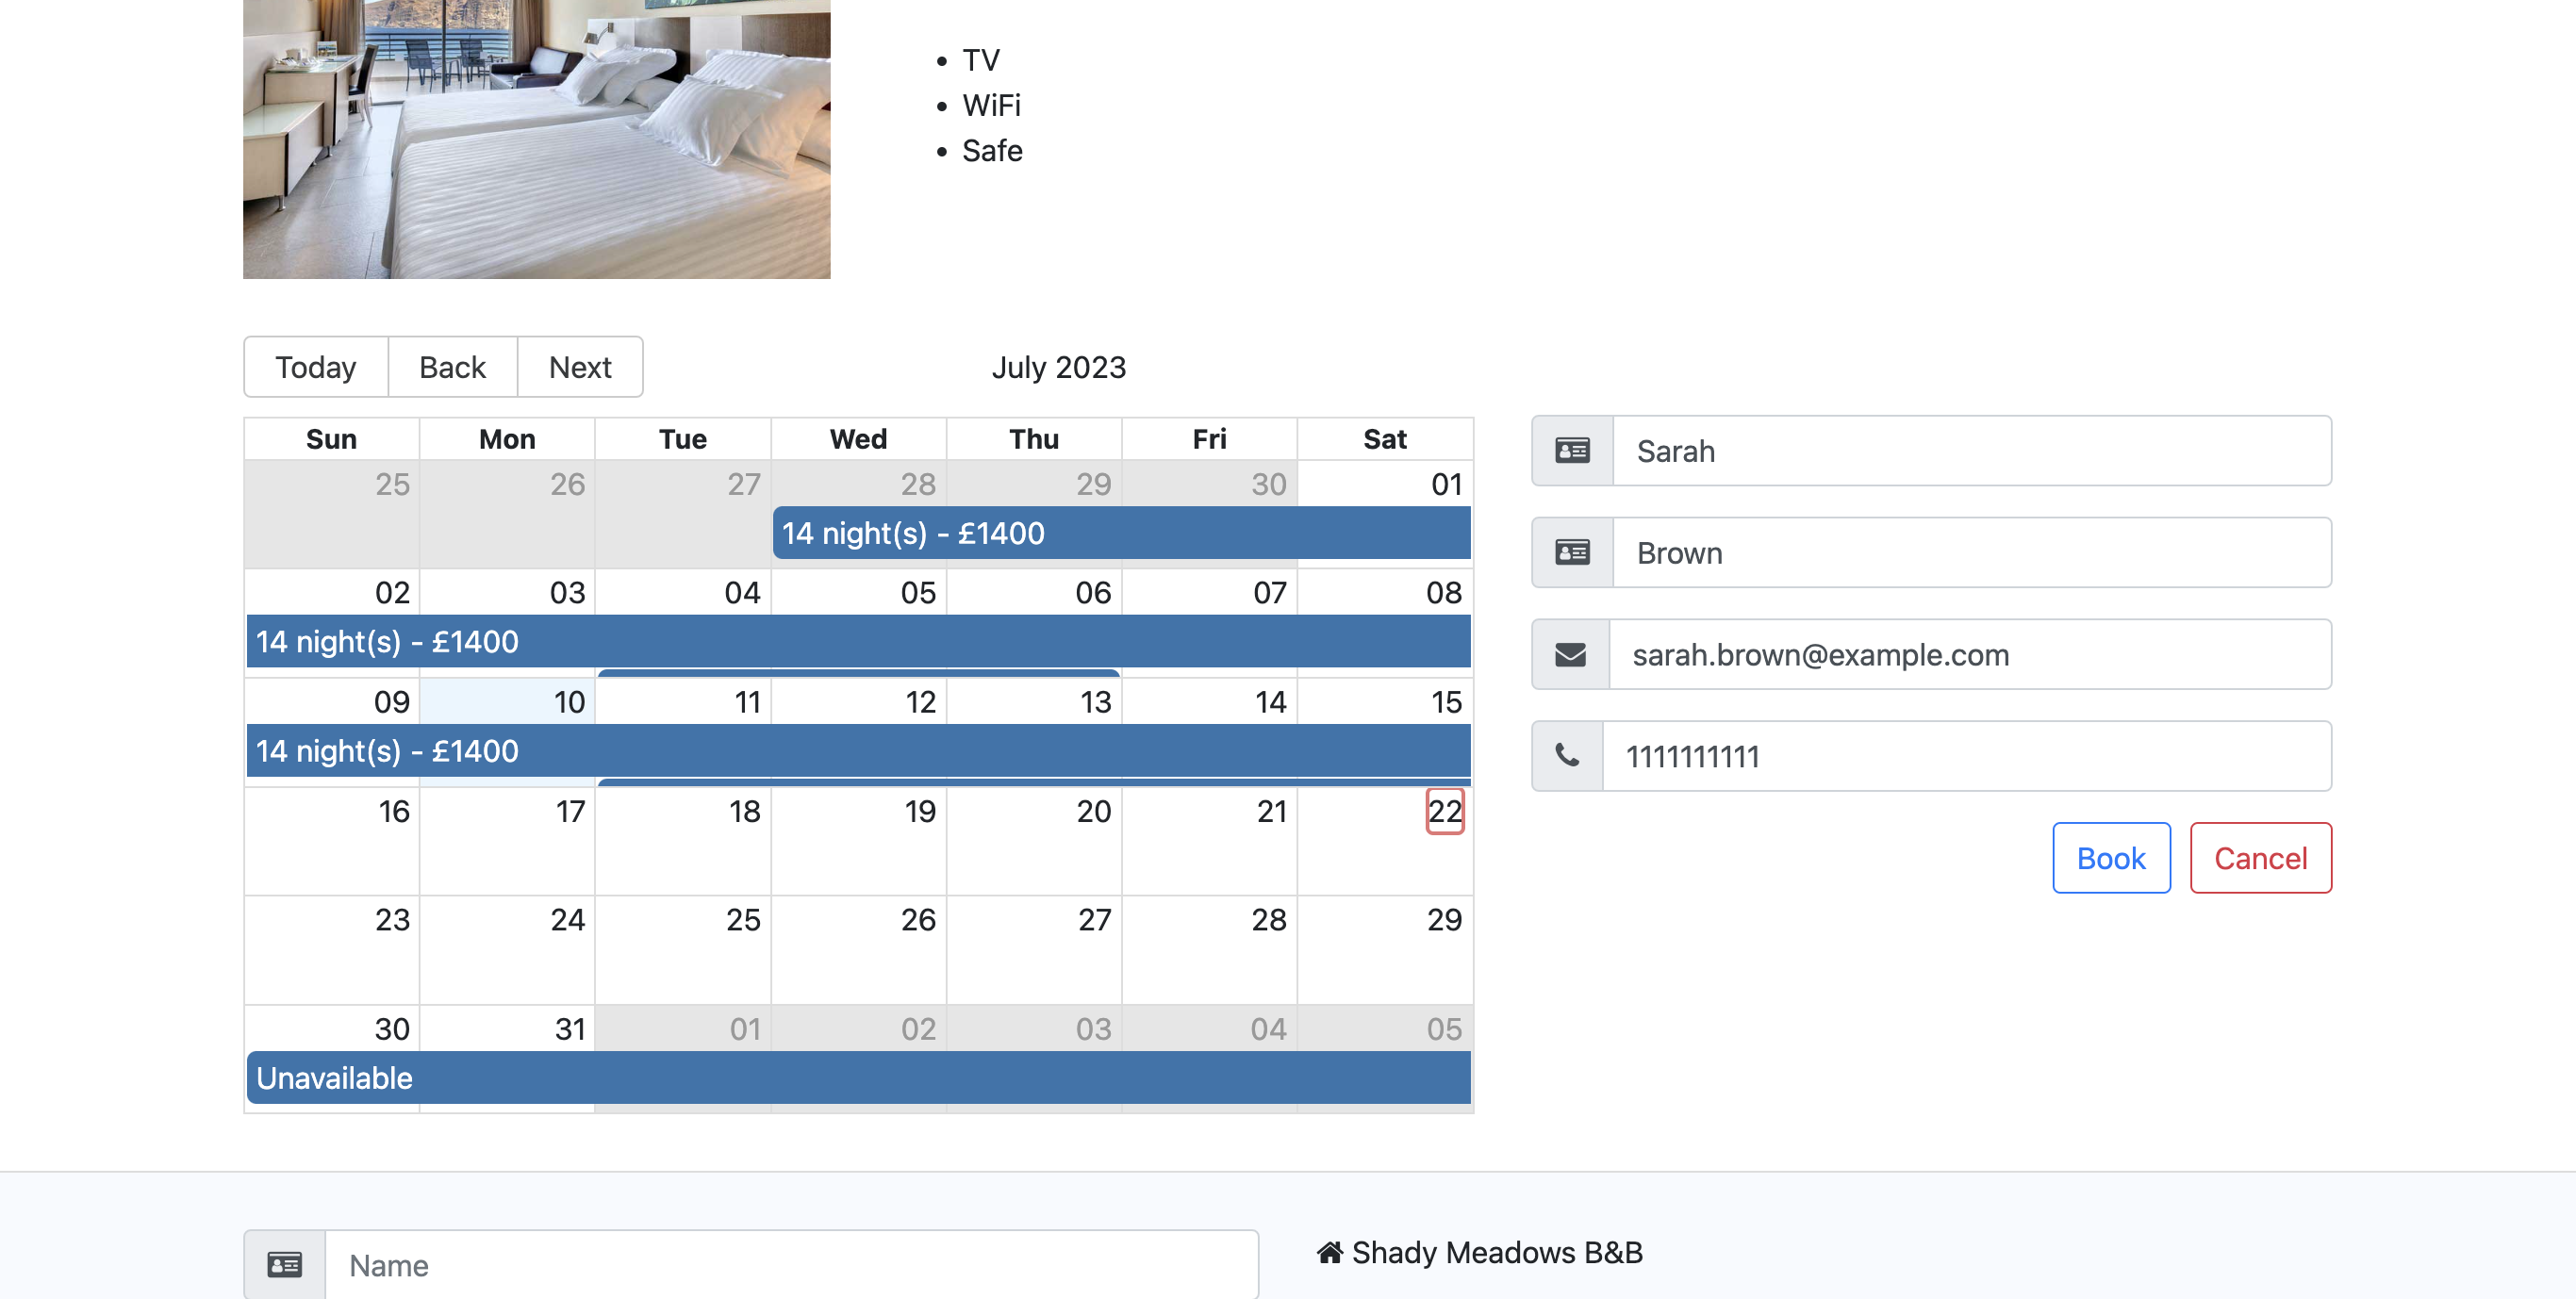 TV
WiFi
Safe
Today Back Next
July 2023
Sun Mon Tue Wed Thu Fri Sat
25 26 27 28 29 30 01
14 night(s) - £1400
02 03 04 05 06 07 08
14 night(s) - £1400
09 10 11 12 13 14 15
14 night(s) - £1400
16 17 18 19 20 21 22
23 24 25 26 27 28 29
30 31 01 02 03 04 05
Unavailable
Sarah
Brown
sarah.brown@example.com
1111111111
Book Cancel
Name
Shady Meadows B&B